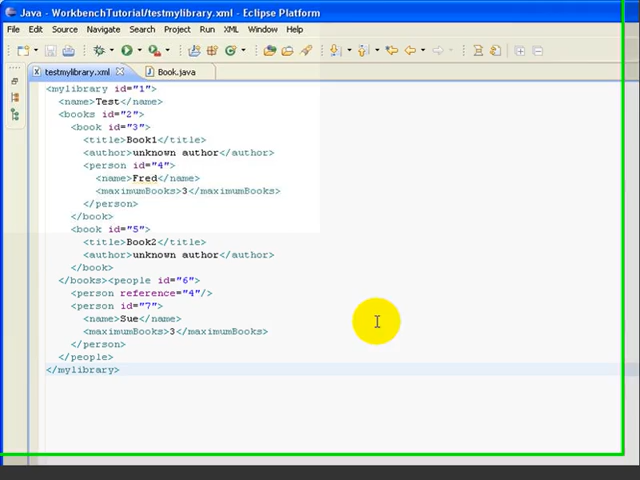 Java - WorkbenchTutorial/testmylibrary.xml - Eclipse Platform
File Edit Source Navigate Search Project Run XML Window Help
testmylibrary.xml Book.java
<mylibrary id="1">
<name>Test</name>
<books id="2">
<book id="3">
<title>Book1</title>
<author>unknown author</author>
<person id="4">
<name>Fred</name>
<maximumBooks>3</maximumBooks>
</person>
</book>
<book id="5">
<title>Book2</title>
<author>unknown author</author>
</book>
</books><people id="6">
<person reference="4"/>
<person id="7">
<name>Sue</name>
<maximumBooks>3</maximumBooks>
</person>
</people>
</mylibrary>